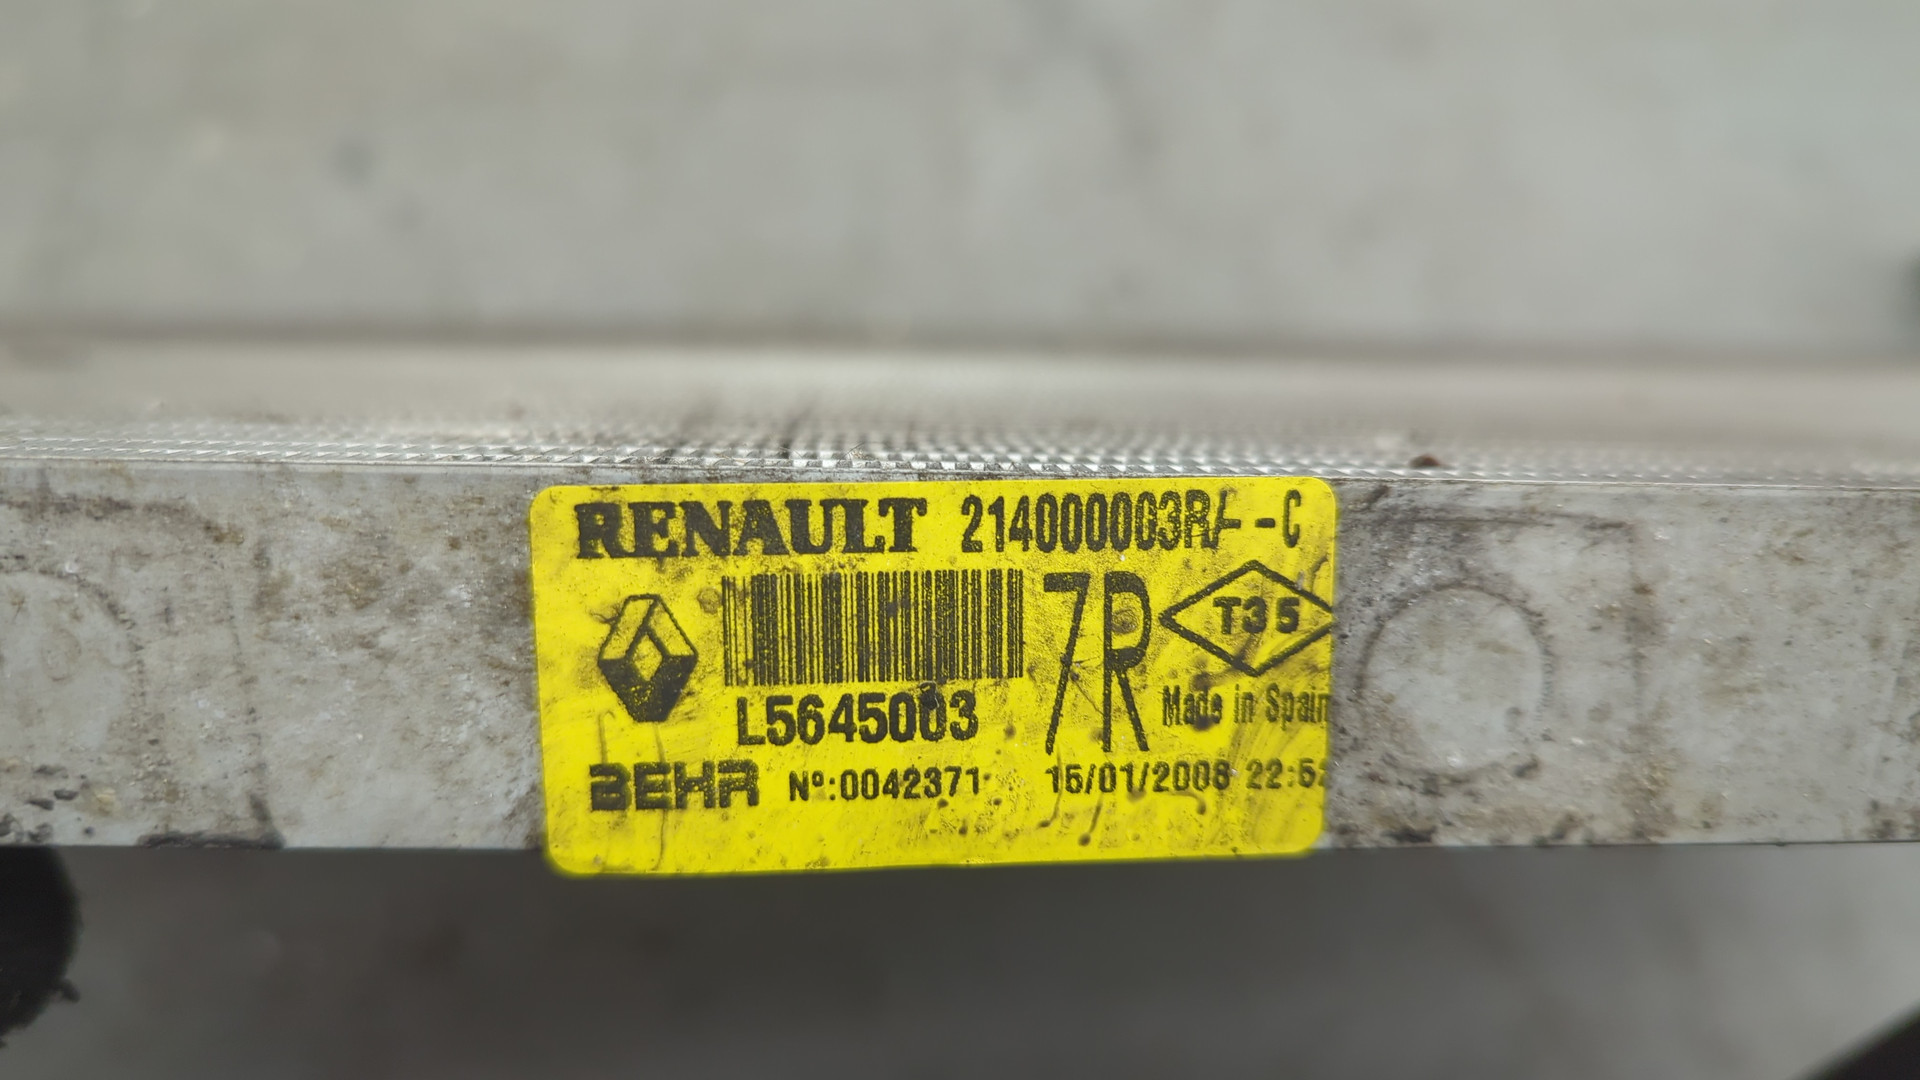 RENAULT 214000003R/- -C
7R
T35
Made in Spain
L5645003
BEHR Nº:0042371 15/01/2008 22:52